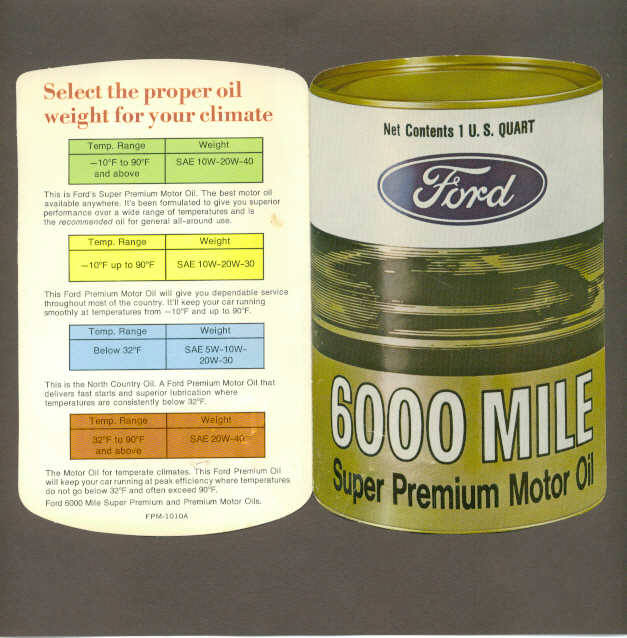 Select the proper oil
weight for your climate
Temp. Range Weight
—10°F to 90°F SAE 10W-20W-40
and above
This is Ford's Super Premium Motor Oil. The best motor oil
available anywhere. It's been formulated to give you superior
performance over a wide range of temperatures and is
the recommended oil for general all-around use.
Temp. Range Weight
—10°F up to 90°F SAE 10W-20W-30
This Ford Premium Motor Oil will give you dependable service
throughout most of the country. It'll keep your car running
smoothly at temperatures from —10°F and up to 90°F.
Temp. Range Weight
Below 32°F SAE 5W-10W-
20W-30
This is the North Country Oil. A Ford Premium Motor Oil that
delivers fast starts and superior lubrication where
temperatures are consistently below 32°F.
Temp. Range Weight
32°F to 90°F SAE 20W-40
and above
The Motor Oil for temperate climates. This Ford Premium Oil
will keep your car running at peak efficiency where temperatures
do not go below 32°F and often exceed 90°F.
Ford 6000 Mile Super Premium and Premium Motor Oils.
FPM-1010A
Net Contents 1 U. S. QUART
Ford
6000 MILE
Super Premium Motor Oil